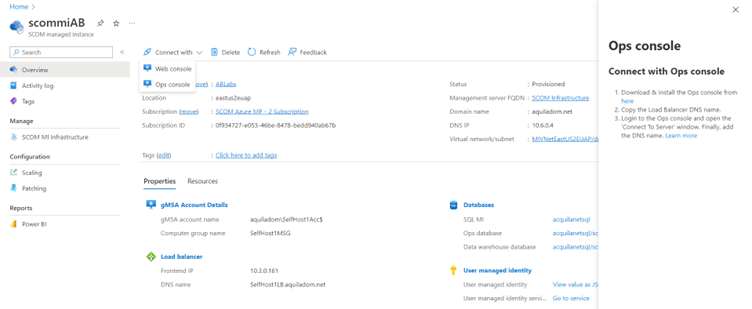 Home >
scommiAB
SCOM managed instance
Search
Overview
Activity log
Tags
Manage
SCOM MI Infrastructure
Configuration
Scaling
Patching
Reports
Power BI
Connect with Delete Refresh Feedback
Web console
Ops console
move) : AliLabs
Location : eastus2euap
Subscription (move) : SCOM Azure MP - 2 Subscription
Subscription ID : 0f934727-e053-46be-8478-bedd940ab67b
Tags (edit) : Click here to add tags
Status : Provisioned
Management server FQDN : SCOM Infrastructure
Domain name : aquiladom.net
DNS IP : 10.6.0.4
Virtual network/subnet : MIVNetEastUS2EUAP/d
Properties Resources
gMSA Account Details
gMSA account name aquiladom\SelfHost1Acc$
Computer group name SelfHost1MSG
Load balancer
Frontend IP 10.3.0.161
DNS name SelfHost1LB.aquiladom.net
Databases
SQL MI acquilanetsql
Ops database acquilanetsql/sc
Data warehouse database acquilanetsql/sc
User managed identity
User managed identity View value as JS
User managed identity servi... Go to service
Ops console
Connect with Ops console
1. Download & install the Ops console from
here
2. Copy the Load Balancer DNS name.
3. Login to the Ops console and open the
'Connect To Server' window. Finally, add
the DNS name. Learn more